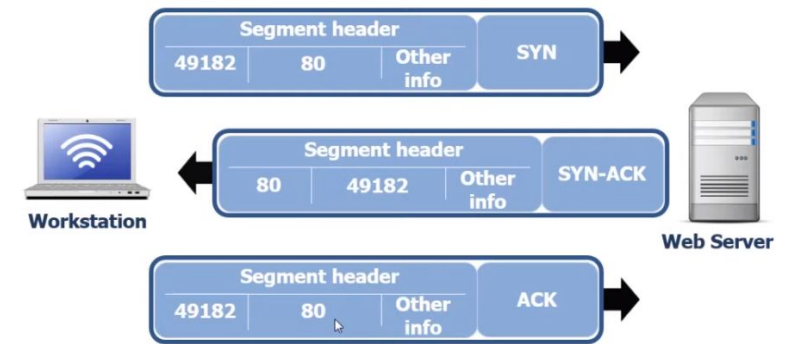 Segment header
49182 80 Other info
SYN
Segment header
80 49182 Other info
SYN-ACK
Workstation
Web Server
Segment header
49182 80 Other info
ACK